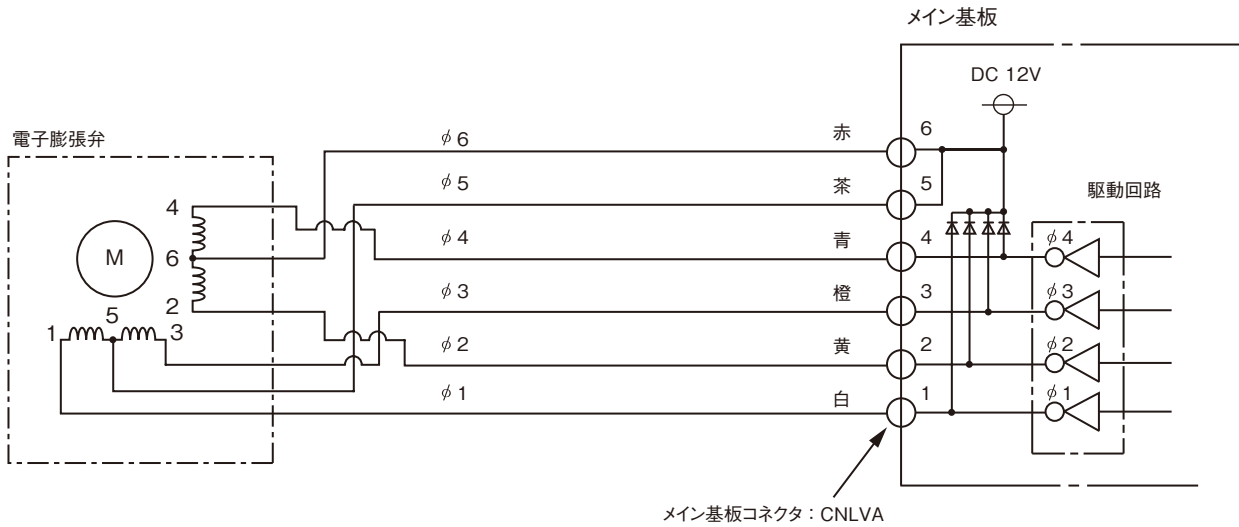 メイン基板
DC 12V
電子膨張弁
φ6
赤
6
φ5
茶
5
駆動回路
4
φ4
青
4
φ4
M
6
φ3
橙
3
φ3
2
5
1
3
φ2
黄
2
φ2
φ1
白
1
φ1
メイン基板コネクタ：CNLVA